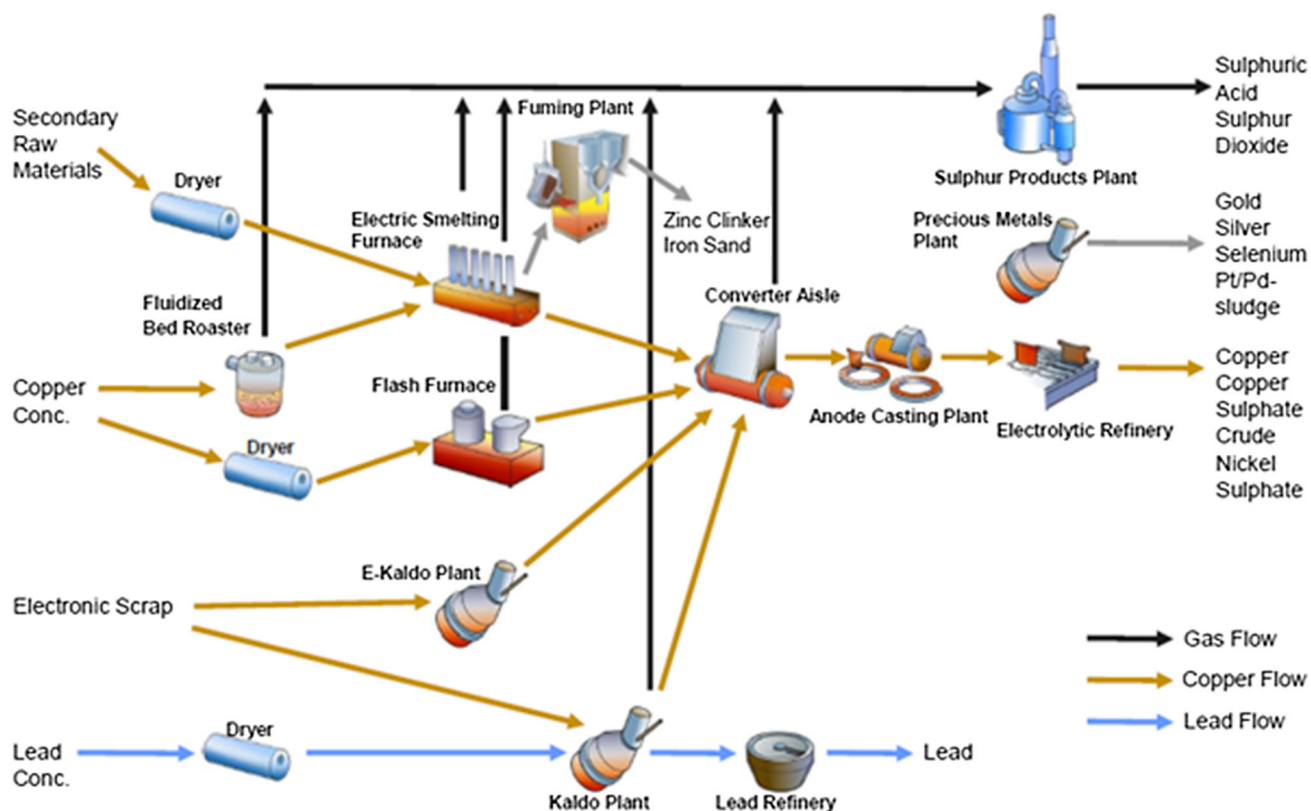 Secondary
Raw
Materials
Dryer
Fluidized
Bed Roaster
Copper
Conc.
Dryer
Electric Smelting
Furnace
Fuming Plant
Zinc Clinker
Iron Sand
Flash Furnace
Converter Aisle
Anode Casting Plant
Electrolytic Refinery
Sulphur Products Plant
Precious Metals
Plant
Sulphuric
Acid
Sulphur
Dioxide
Gold
Silver
Selenium
Pt/Pd-
sludge
Copper
Copper
Sulphate
Crude
Nickel
Sulphate
Electronic Scrap
E-Kaldo Plant
Lead
Conc.
Dryer
Kaldo Plant
Lead Refinery
Lead
Gas Flow
Copper Flow
Lead Flow